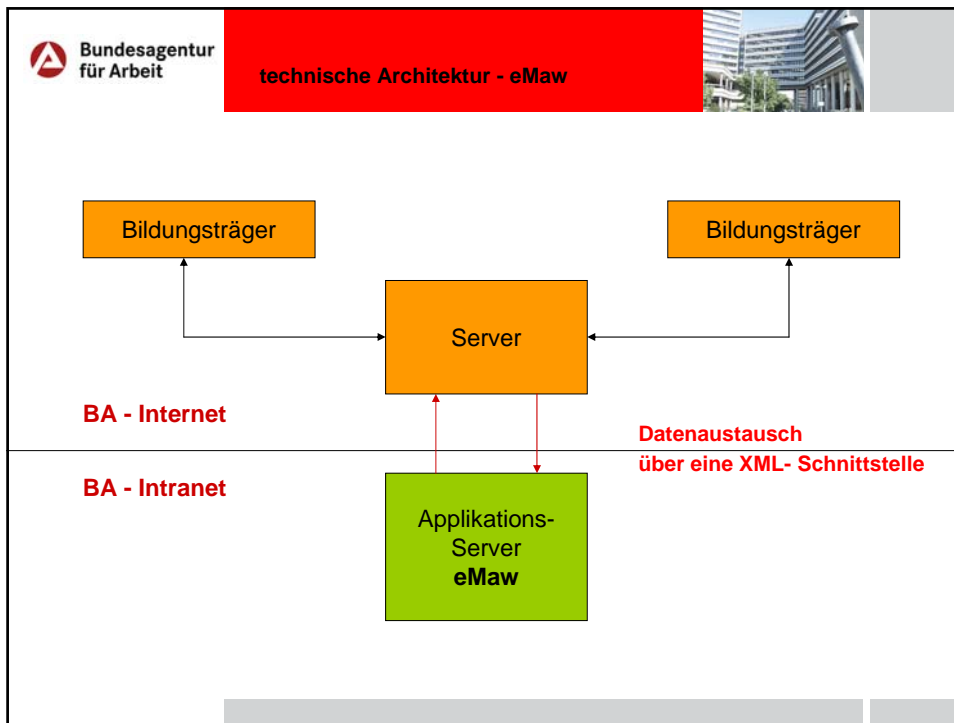 Bundesagentur
für Arbeit
technische Architektur - eMaw
Bildungsträger
Bildungsträger
Server
BA - Internet
Datenaustausch
über eine XML- Schnittstelle
BA - Intranet
Applikations-
Server
eMaw